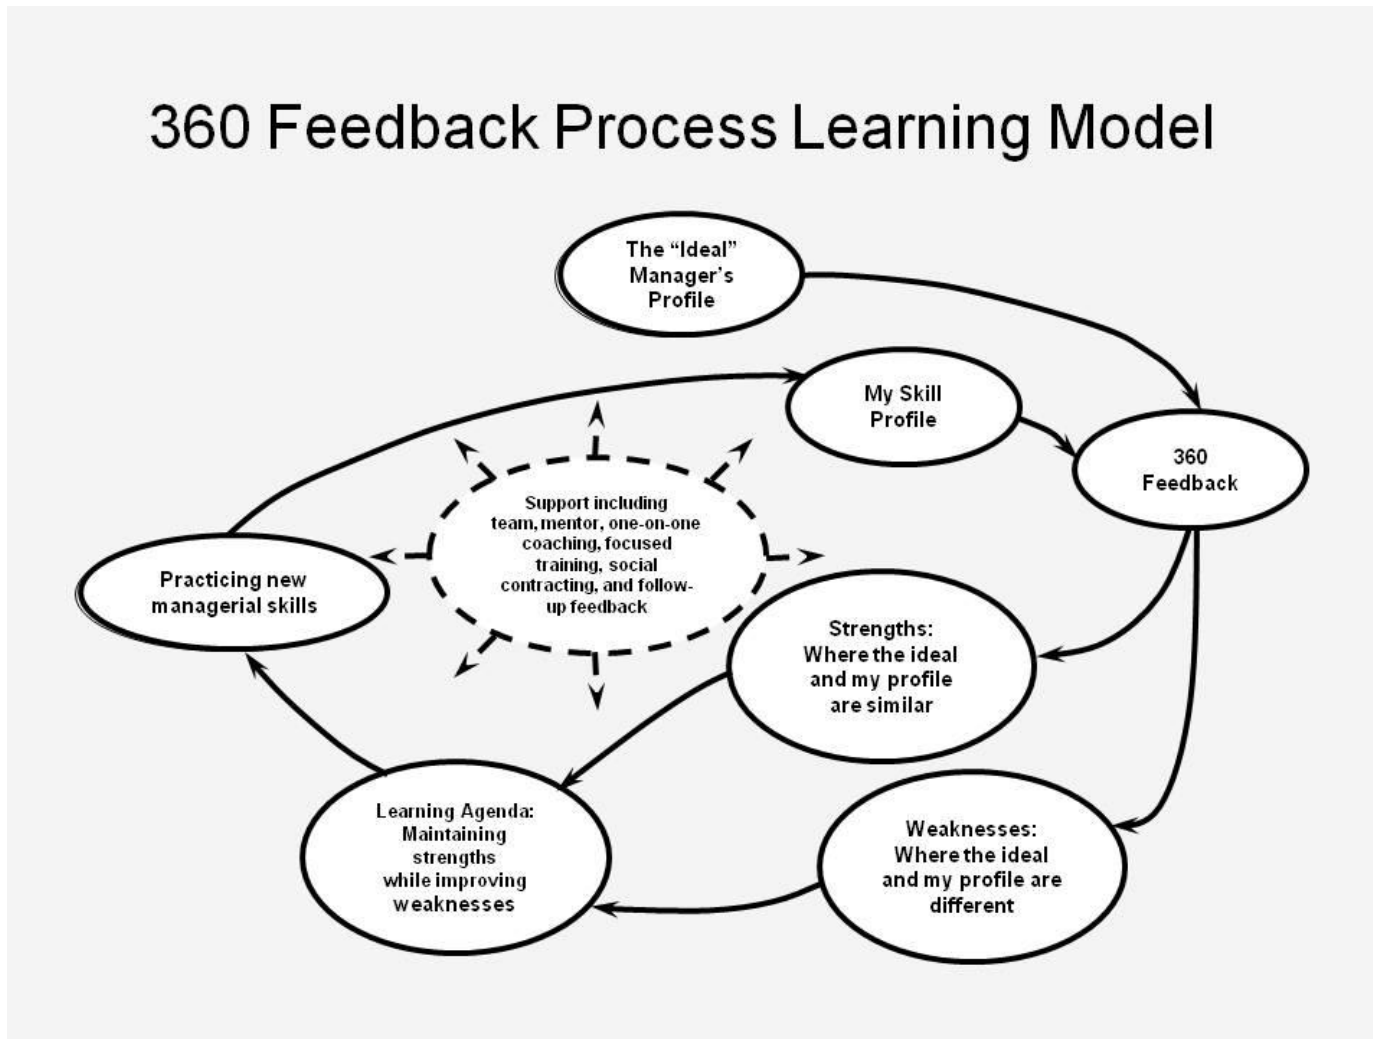 360 Feedback Process Learning Model
The “Ideal”
Manager’s
Profile
My Skill
Profile
360
Feedback
Support including
team, mentor, one-on-one
coaching, focused
training, social
contracting, and follow-
up feedback
Practicing new
managerial skills
Strengths:
Where the ideal
and my profile
are similar
Learning Agenda:
Maintaining
strengths
while improving
weaknesses
Weaknesses:
Where the ideal
and my profile are
different